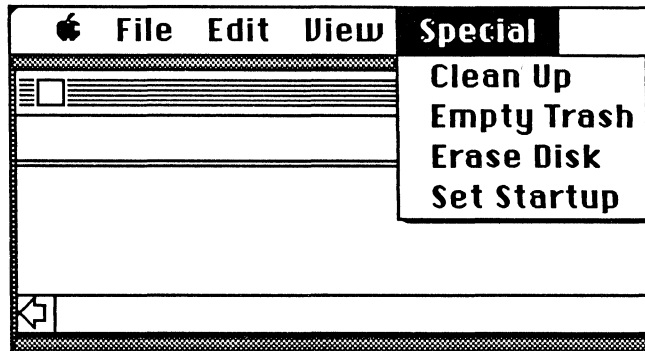 File Edit View Special
Clean Up
Empty Trash
Erase Disk
Set Startup